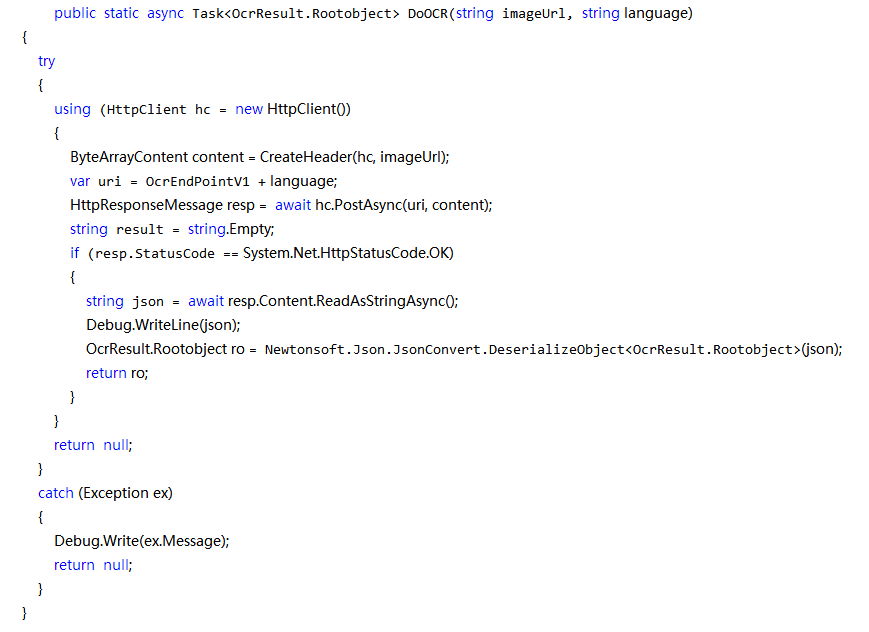 public static async Task<OcrResult.Rootobject> DoOCR(string imageUrl, string language)
{
try
{
using (HttpClient hc = new HttpClient())
{
ByteArrayContent content = CreateHeader(hc, imageUrl);
var uri = OcrEndPointV1 + language;
HttpResponseMessage resp = await hc.PostAsync(uri, content);
string result = string.Empty;
if (resp.StatusCode == System.Net.HttpStatusCode.OK)
{
string json = await resp.Content.ReadAsStringAsync();
Debug.WriteLine(json);
OcrResult.Rootobject ro = Newtonsoft.Json.JsonConvert.DeserializeObject<OcrResult.Rootobject>(json);
return ro;
}
}
return null;
}
catch (Exception ex)
{
Debug.Write(ex.Message);
return null;
}
}